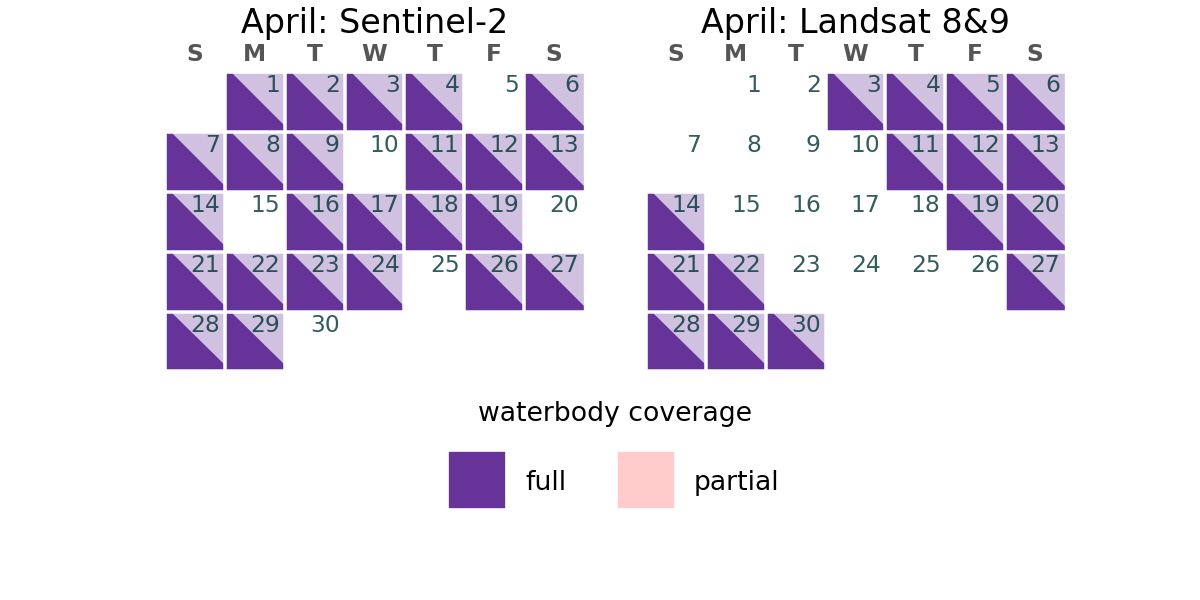 April: Sentinel-2
S M T W T F S
1 2 3 4 5 6
7 8 9 10 11 12 13
14 15 16 17 18 19 20
21 22 23 24 25 26 27
28 29 30
April: Landsat 8&9
S M T W T F S
1 2 3 4 5 6
7 8 9 10 11 12 13
14 15 16 17 18 19 20
21 22 23 24 25 26 27
28 29 30
waterbody coverage
full partial